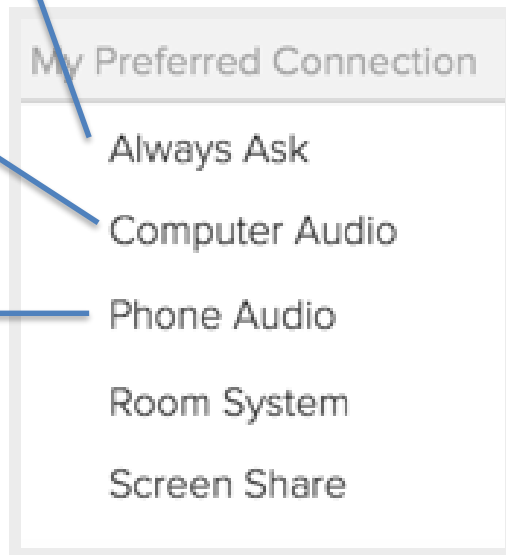 My Preferred Connection
Always Ask
Computer Audio
Phone Audio
Room System
Screen Share